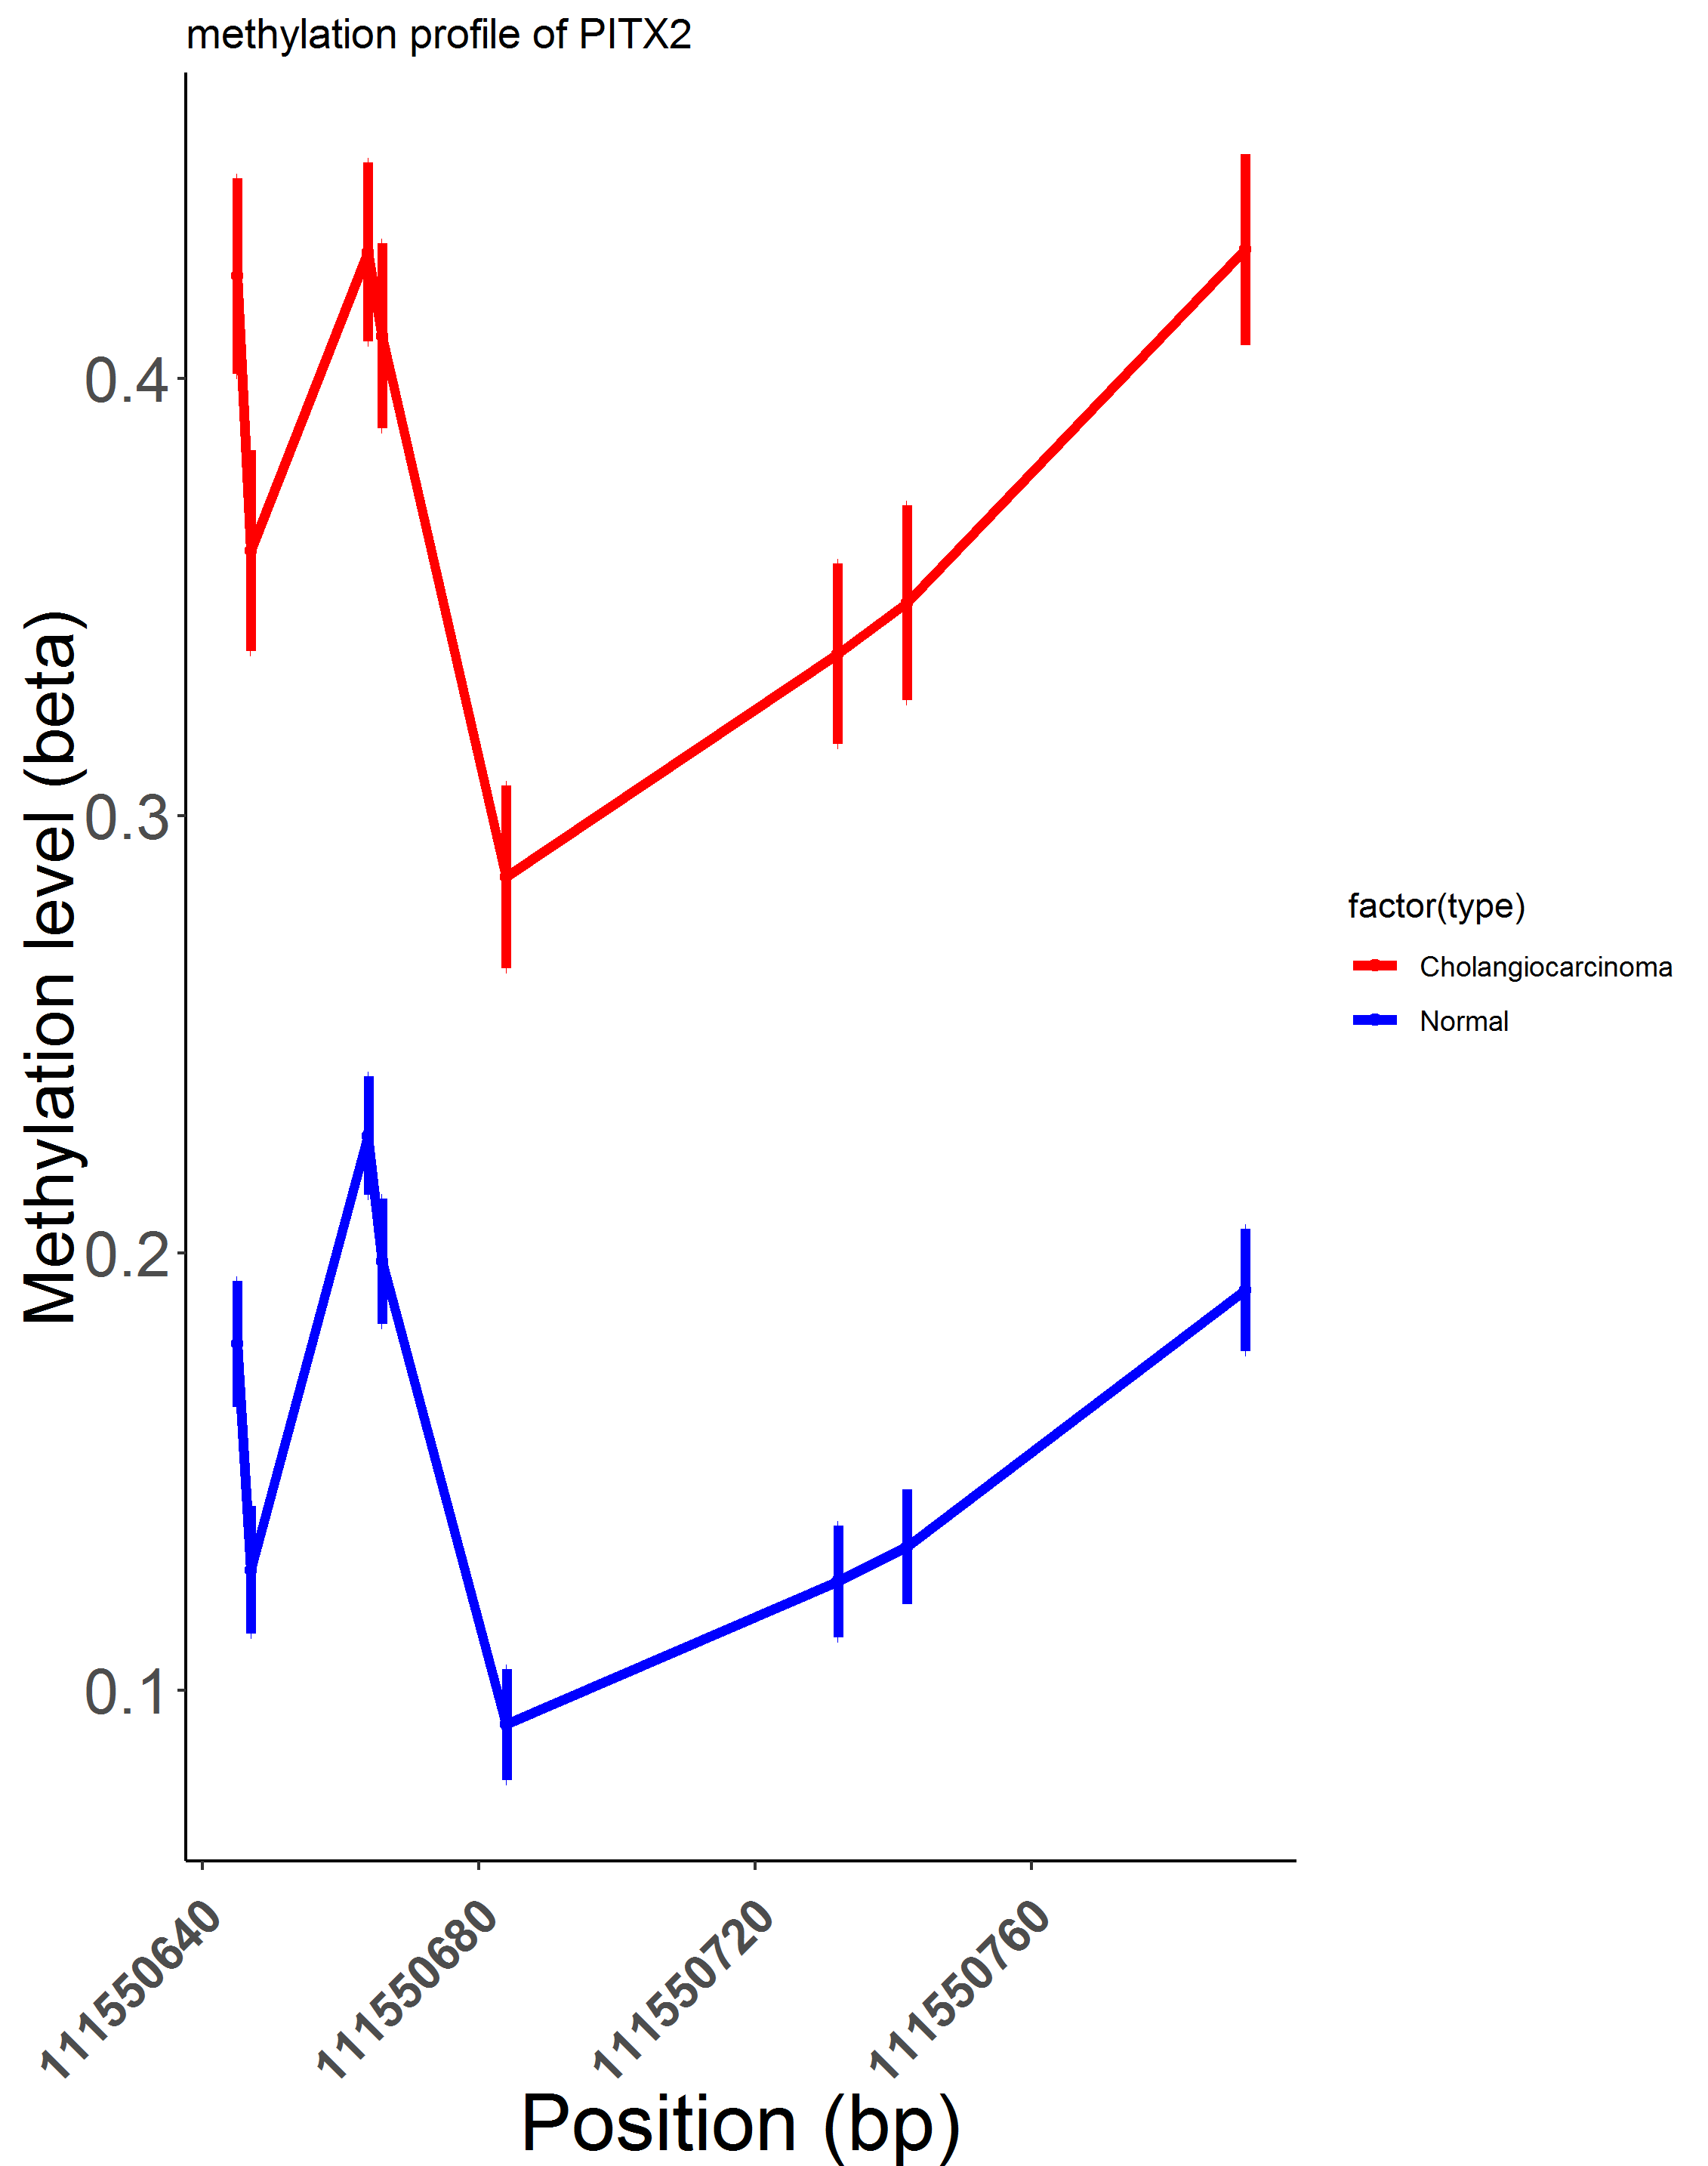 methylation profile of PITX2
Methylation level (beta)
0.4
0.3
0.2
0.1
111550640
111550680
111550720
111550760
Position (bp)
factor(type)
Cholangiocarcinoma
Normal